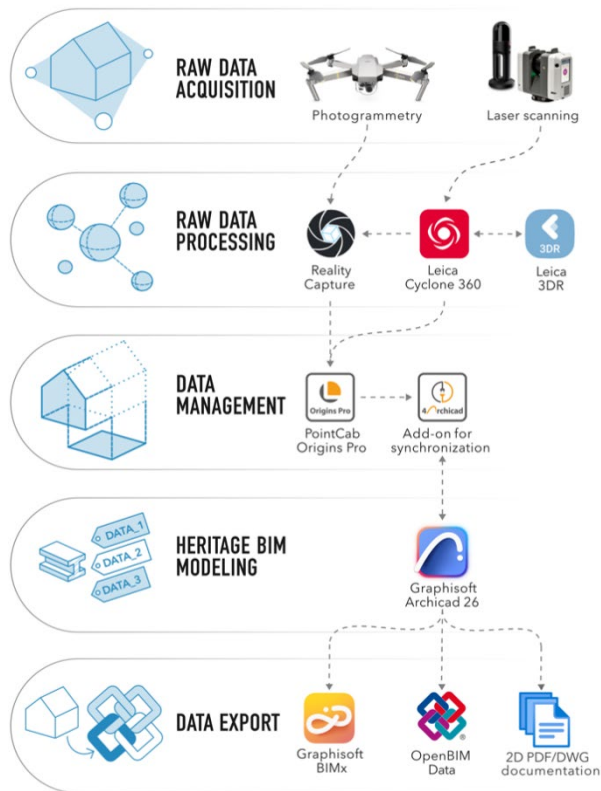 RAW DATA
ACQUISITION
Photogrammetry
Laser scanning
RAW DATA
PROCESSING
Reality
Capture
Leica
Cyclone 360
3DR
Leica
3DR
DATA
MANAGEMENT
Origins Pro
PointCab
Origins Pro
4/Archicad
Add-on for
synchronization
DATA_1
DATA_2
DATA_3
HERITAGE BIM
MODELING
Graphisoft
Archicad 26
DATA EXPORT
Graphisoft
BIMx
OpenBIM
Data
2D PDF/DWG
documentation